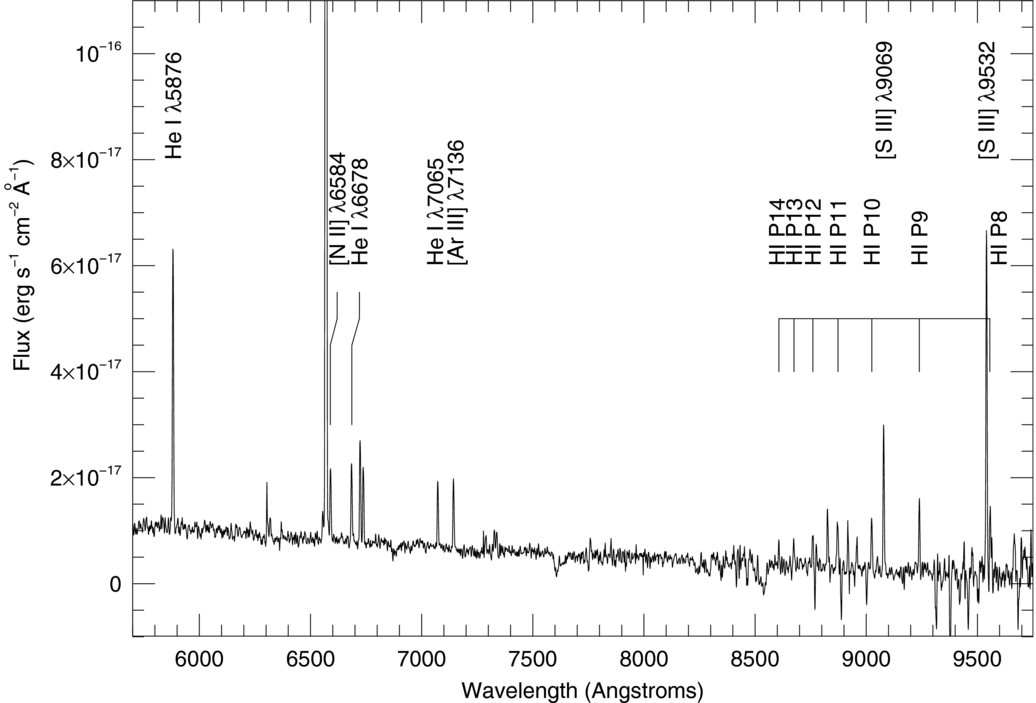 10⁻¹⁶
8×10⁻¹⁷
6×10⁻¹⁷
4×10⁻¹⁷
2×10⁻¹⁷
0
Flux (erg s⁻¹ cm⁻² Å⁻¹)
He I λ5876
[N II] λ6584
He I λ6678
He I λ7065
[Ar III] λ7136
HI P14
HI P13
HI P12
HI P11
HI P10
[S III] λ9069
HI P9
[S III] λ9532
HI P8
6000 6500 7000 7500 8000 8500 9000 9500
Wavelength (Angstroms)